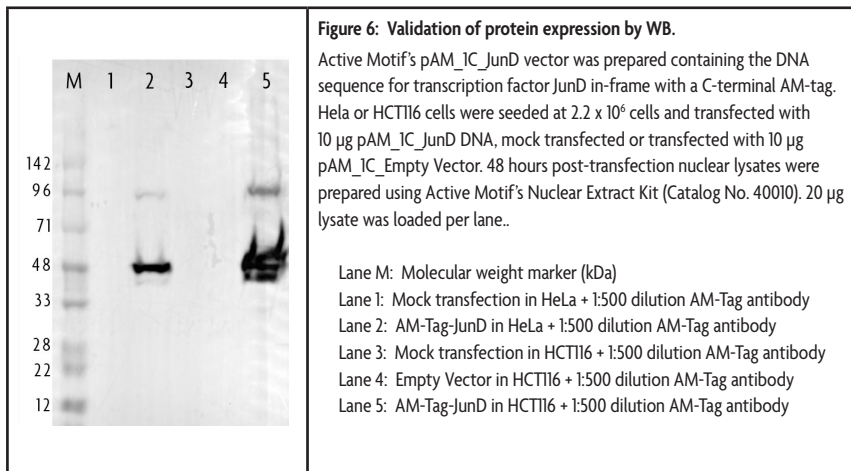 M 1 2 3 4 5
142
96
71
48
33
28
22
12
Figure 6: Validation of protein expression by WB.
Active Motif's pAM_1C_JunD vector was prepared containing the DNA
sequence for transcription factor JunD in-frame with a C-terminal AM-tag.
Hela or HCT116 cells were seeded at 2.2 x 10⁶ cells and transfected with
10 µg pAM_1C_JunD DNA, mock transfected or transfected with 10 µg
pAM_1C_Empty Vector. 48 hours post-transfection nuclear lysates were
prepared using Active Motif's Nuclear Extract Kit (Catalog No. 40010). 20 µg
lysate was loaded per lane..
Lane M: Molecular weight marker (kDa)
Lane 1: Mock transfection in HeLa + 1:500 dilution AM-Tag antibody
Lane 2: AM-Tag-JunD in HeLa + 1:500 dilution AM-Tag antibody
Lane 3: Mock transfection in HCT116 + 1:500 dilution AM-Tag antibody
Lane 4: Empty Vector in HCT116 + 1:500 dilution AM-Tag antibody
Lane 5: AM-Tag-JunD in HCT116 + 1:500 dilution AM-Tag antibody